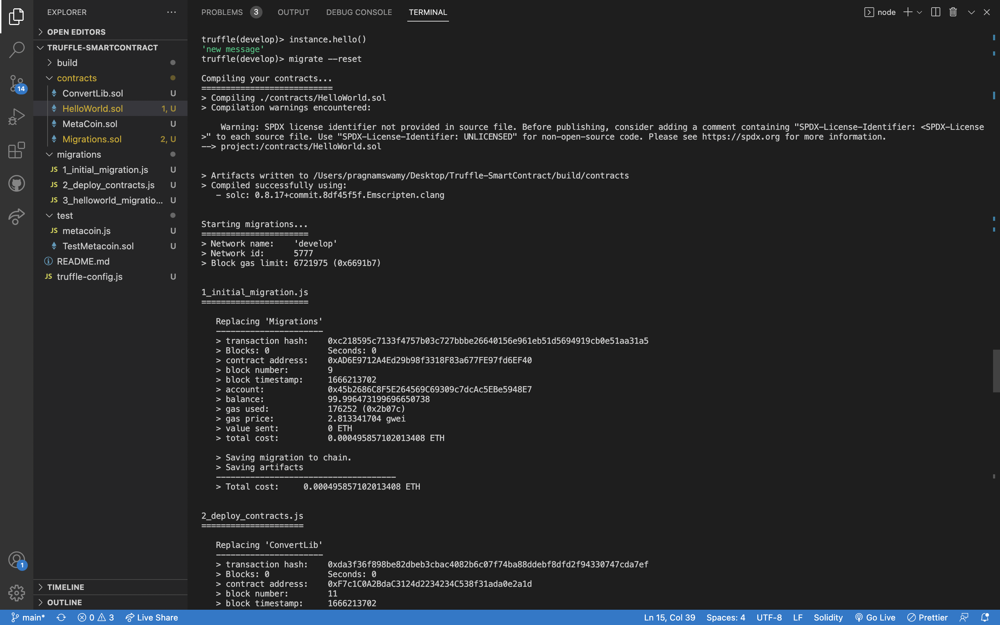 EXPLORER
OPEN EDITORS
TRUFFLE-SMARTCONTRACT
build
contracts
ConvertLib.sol U
HelloWorld.sol 1, U
MetaCoin.sol U
Migrations.sol 2, U
migrations
JS 1_initial_migration.js U
JS 2_deploy_contracts.js U
JS 3_helloworld_migratio... U
test
JS metacoin.js U
TestMetacoin.sol U
README.md
JS truffle-config.js U
TIMELINE
OUTLINE
14
1
PROBLEMS 3 OUTPUT DEBUG CONSOLE TERMINAL
node
truffle(develop)> instance.hello()
'new message'
truffle(develop)> migrate --reset
Compiling your contracts...
===========================
> Compiling ./contracts/HelloWorld.sol
> Compilation warnings encountered:
Warning: SPDX license identifier not provided in source file. Before publishing, consider adding a comment containing "SPDX-License-Identifier: <SPDX-License
>" to each source file. Use "SPDX-License-Identifier: UNLICENSED" for non-open-source code. Please see https://spdx.org for more information.
--> project:/contracts/HelloWorld.sol
> Artifacts written to /Users/pragnamswamy/Desktop/Truffle-SmartContract/build/contracts
> Compiled successfully using:
- solc: 0.8.17+commit.8df45f5f.Emscripten.clang
Starting migrations...
======================
> Network name: 'develop'
> Network id: 5777
> Block gas limit: 6721975 (0x6691b7)
1_initial_migration.js
======================
Replacing 'Migrations'
----------------------
> transaction hash: 0xc218595c7133f4757b03c727bbbe26640156e961eb51d5694919cb0e51aa31a5
> Blocks: 0 Seconds: 0
> contract address: 0xAD6E9712A4Ed29b98f3318F83a677FE97fd6EF40
> block number: 9
> block timestamp: 1666213702
> account: 0x45b2686C8F5E264569C69309c7dcAc5EBe5948E7
> balance: 99.996473199696650738
> gas used: 176252 (0x2b07c)
> gas price: 2.813341704 gwei
> value sent: 0 ETH
> total cost: 0.000495857102013408 ETH
> Saving migration to chain.
> Saving artifacts
-------------------------------------
> Total cost: 0.000495857102013408 ETH
2_deploy_contracts.js
=====================
Replacing 'ConvertLib'
----------------------
> transaction hash: 0xda3f36f898be82dbeb3cbac4082b6c07f74ba88ddebf8dfd2f94330747cda7ef
> Blocks: 0 Seconds: 0
> contract address: 0xF7c1C0A2BdaC3124d2234234C538f31ada0e2a1d
> block number: 11
> block timestamp: 1666213702
main* 0 3 Live Share Ln 15, Col 39 Spaces: 4 UTF-8 LF Solidity Go Live Prettier